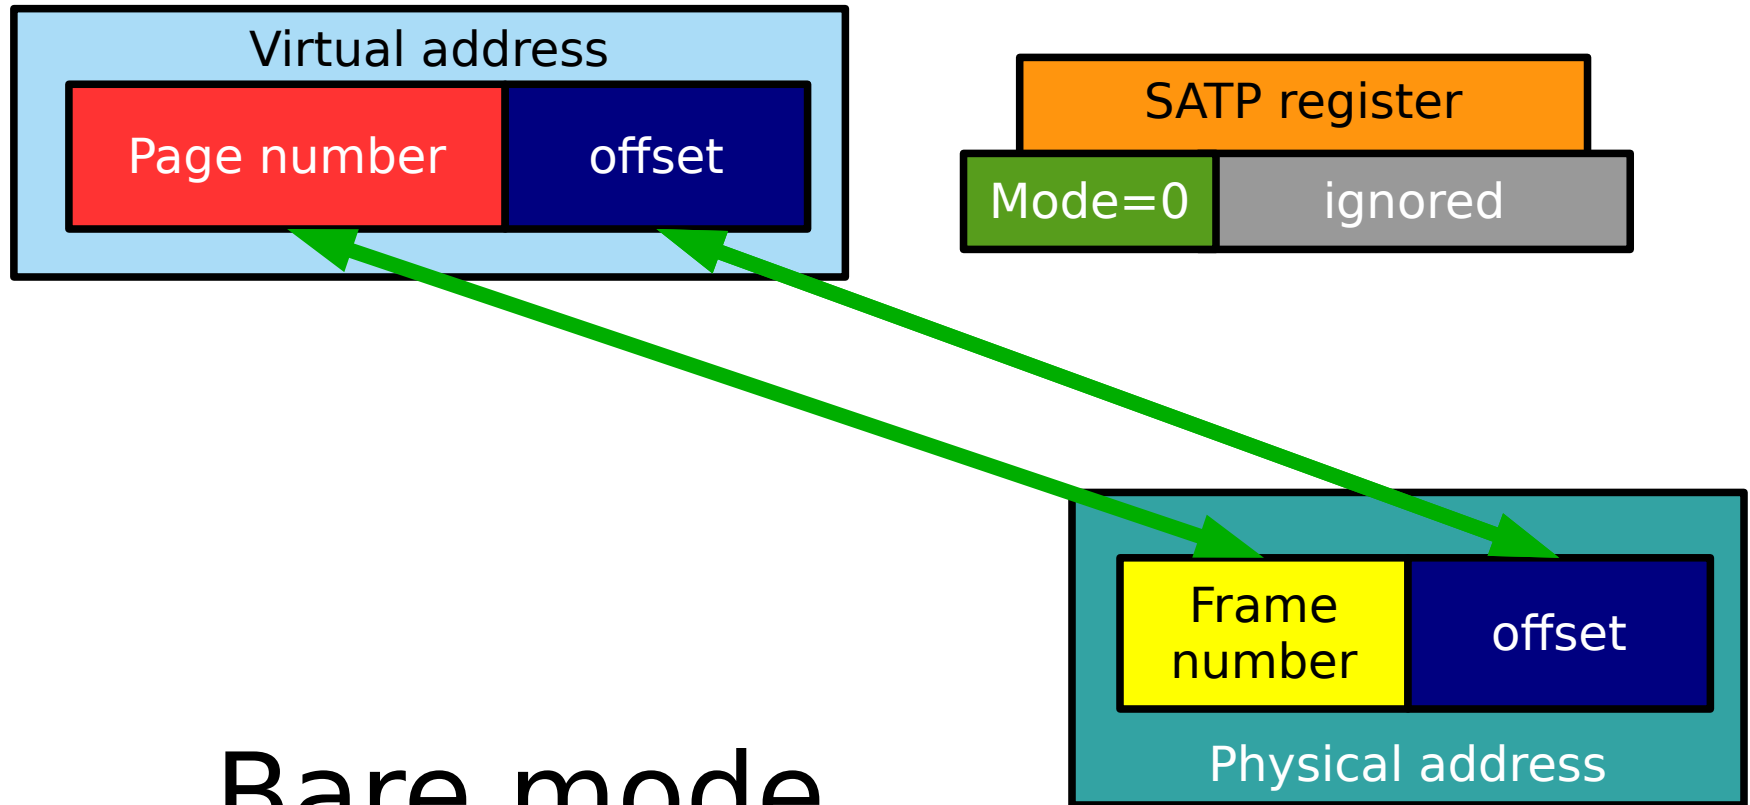 Virtual address
Page number
offset
SATP register
Mode=0
ignored
Frame
number
offset
Physical address
Bare mode